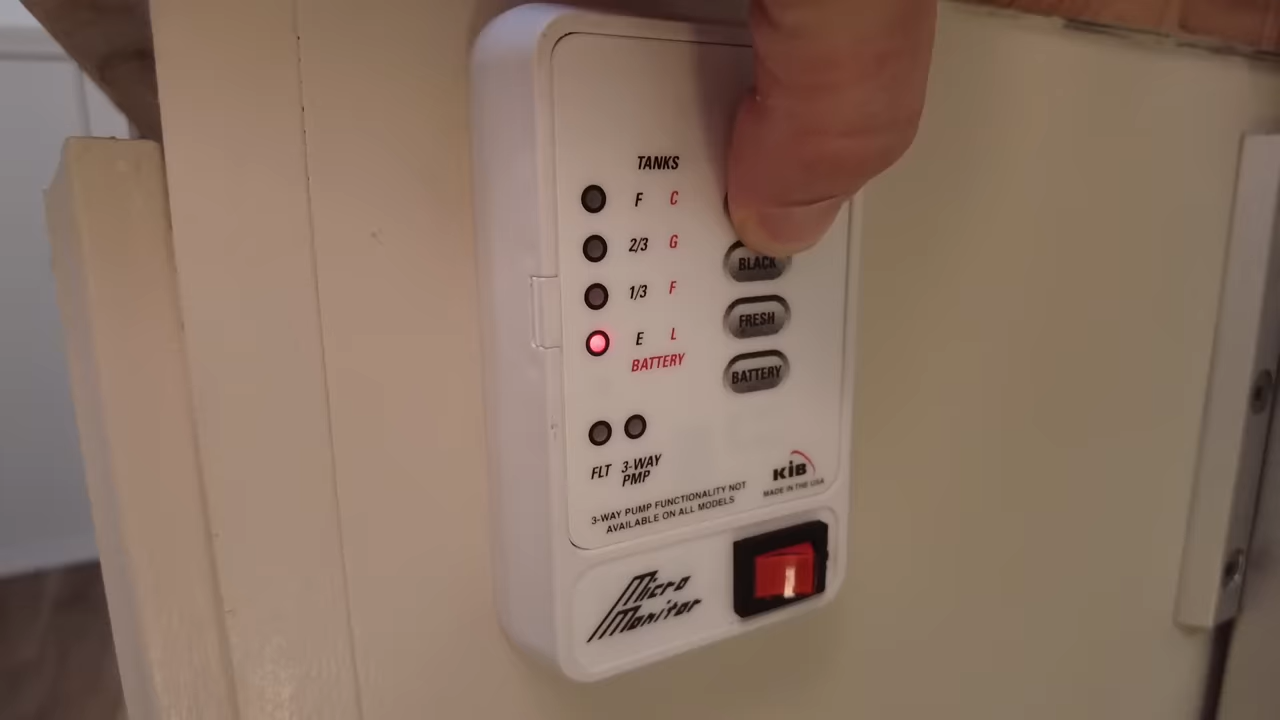 TANKS
F C
2/3 G
1/3 F
E L
BATTERY
BLACK
FRESH
BATTERY
FLT 3-WAY
PMP
KIB
MADE IN THE USA
3-WAY PUMP FUNCTIONALITY NOT
AVAILABLE ON ALL MODELS
Micro
Monitor